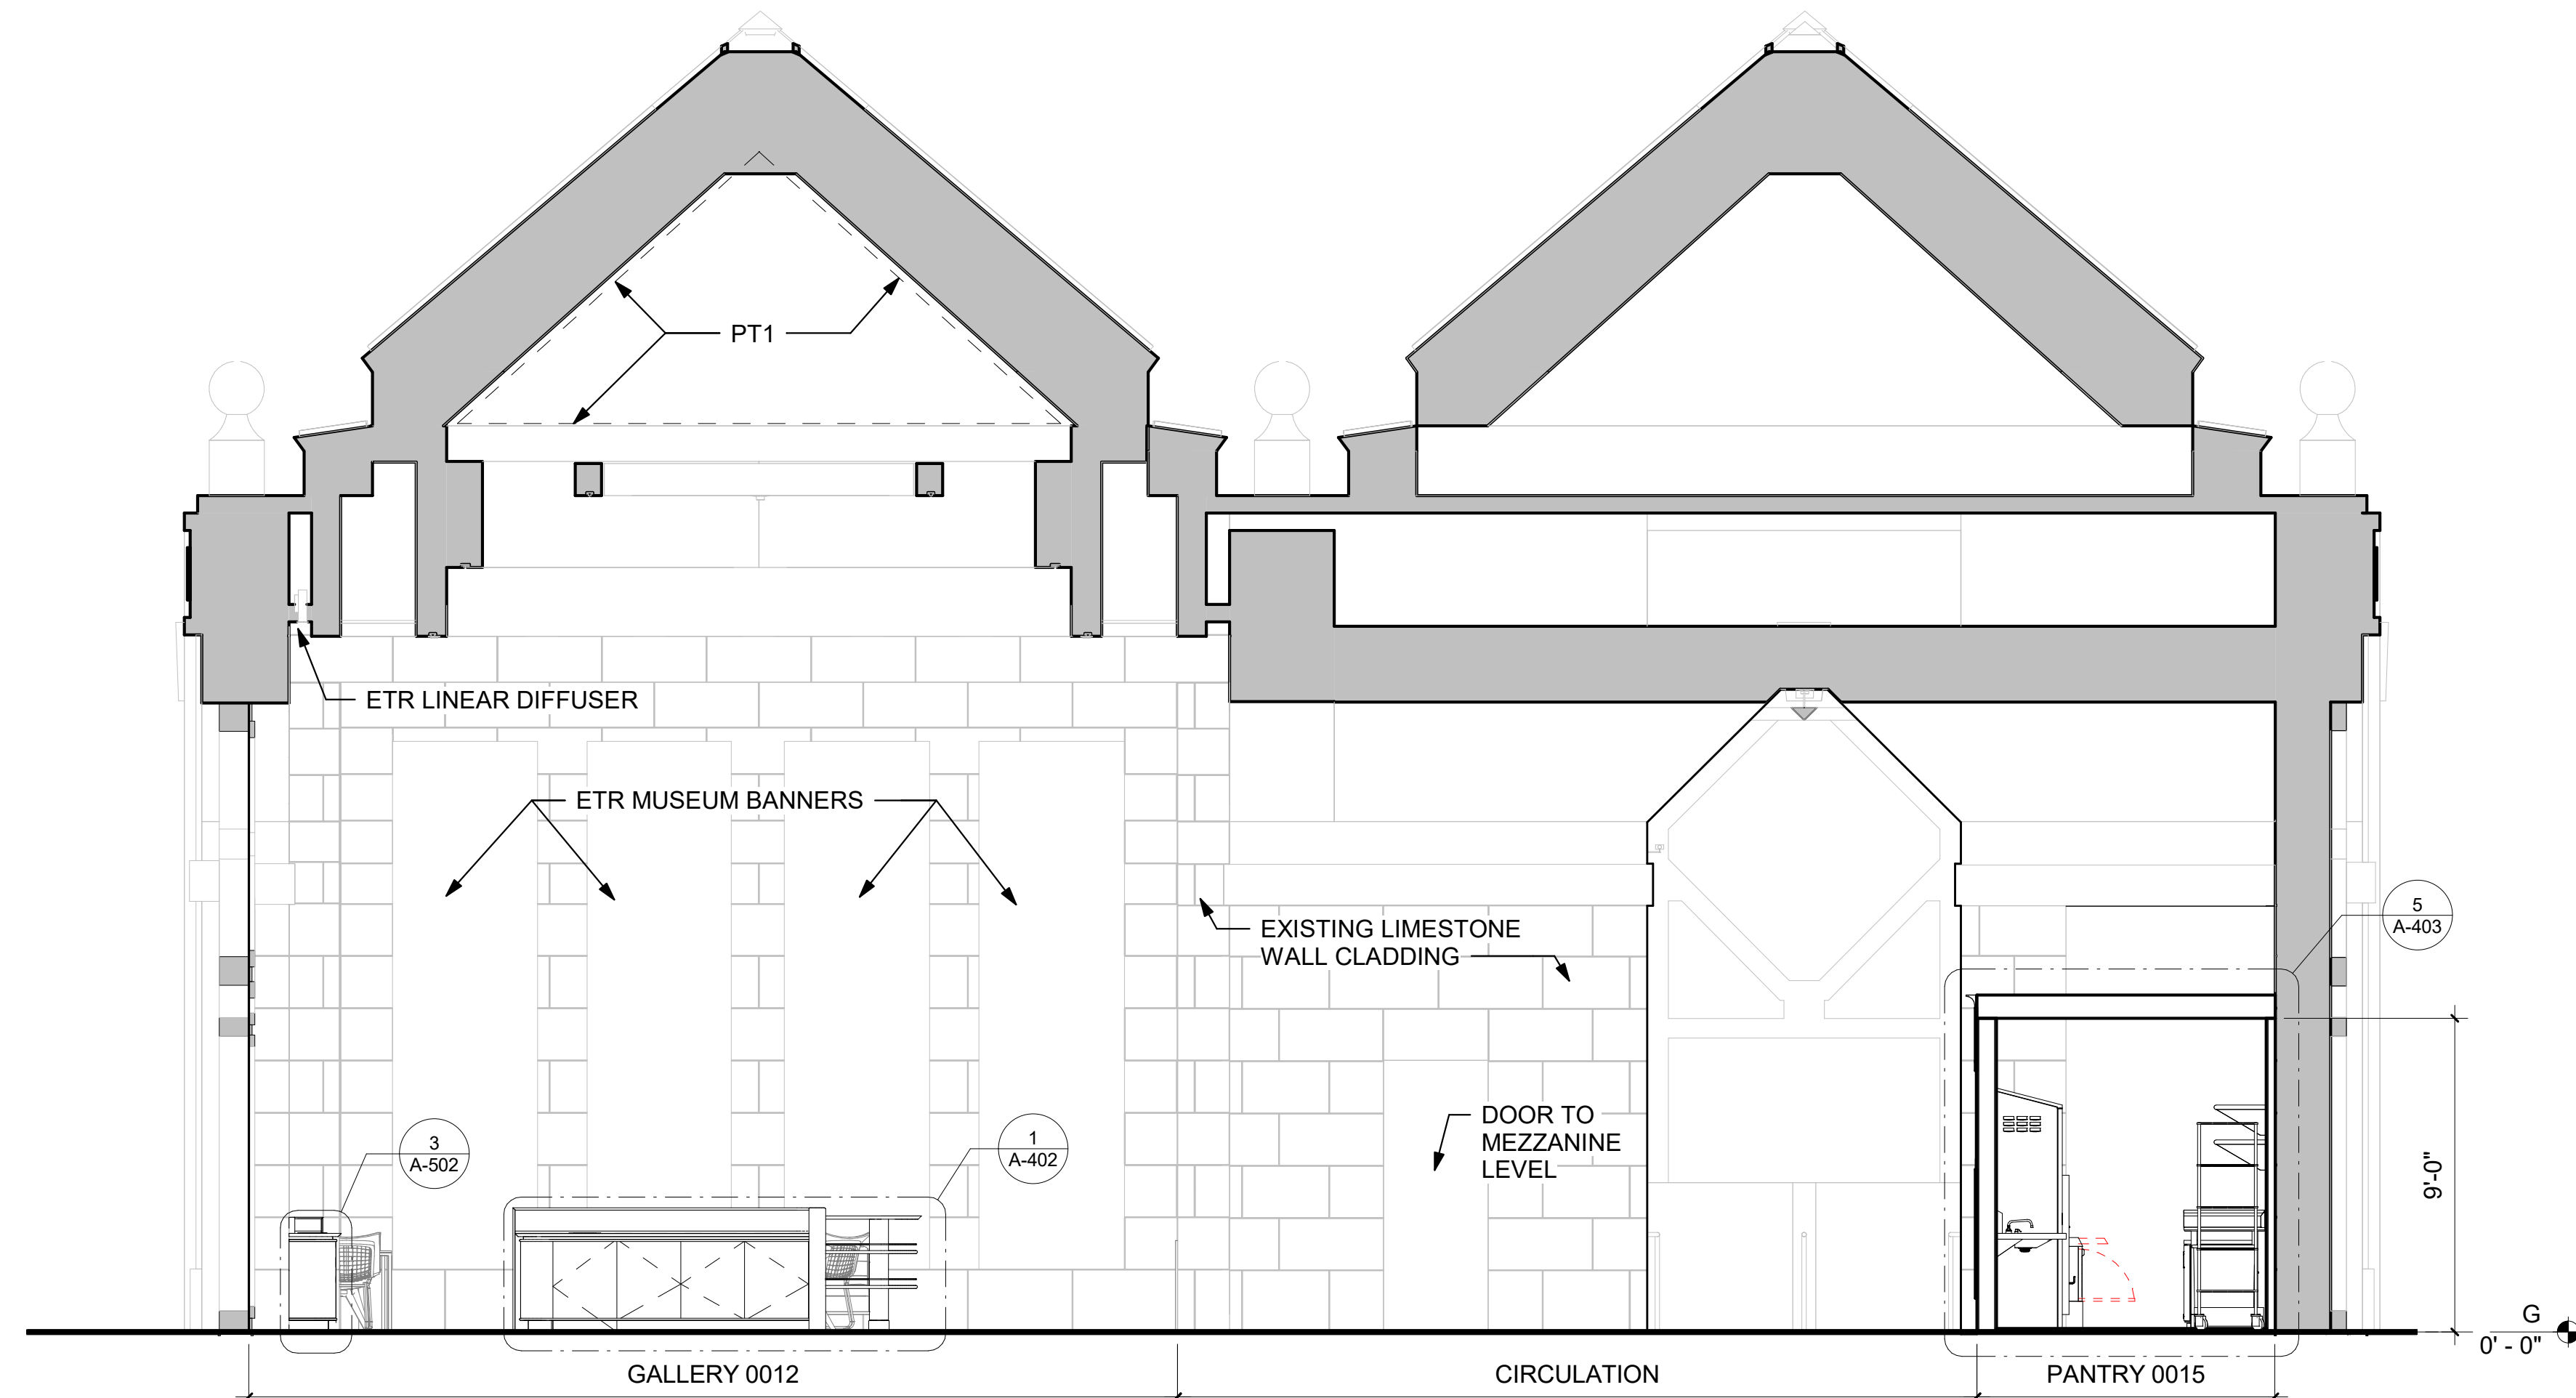 PT1
ETR LINEAR DIFFUSER
ETR MUSEUM BANNERS
EXISTING LIMESTONE
WALL CLADDING
5
A-403
DOOR TO
MEZZANINE
LEVEL
3
A-502
1
A-402
9'-0"
G
0' - 0"
GALLERY 0012
CIRCULATION
PANTRY 0015